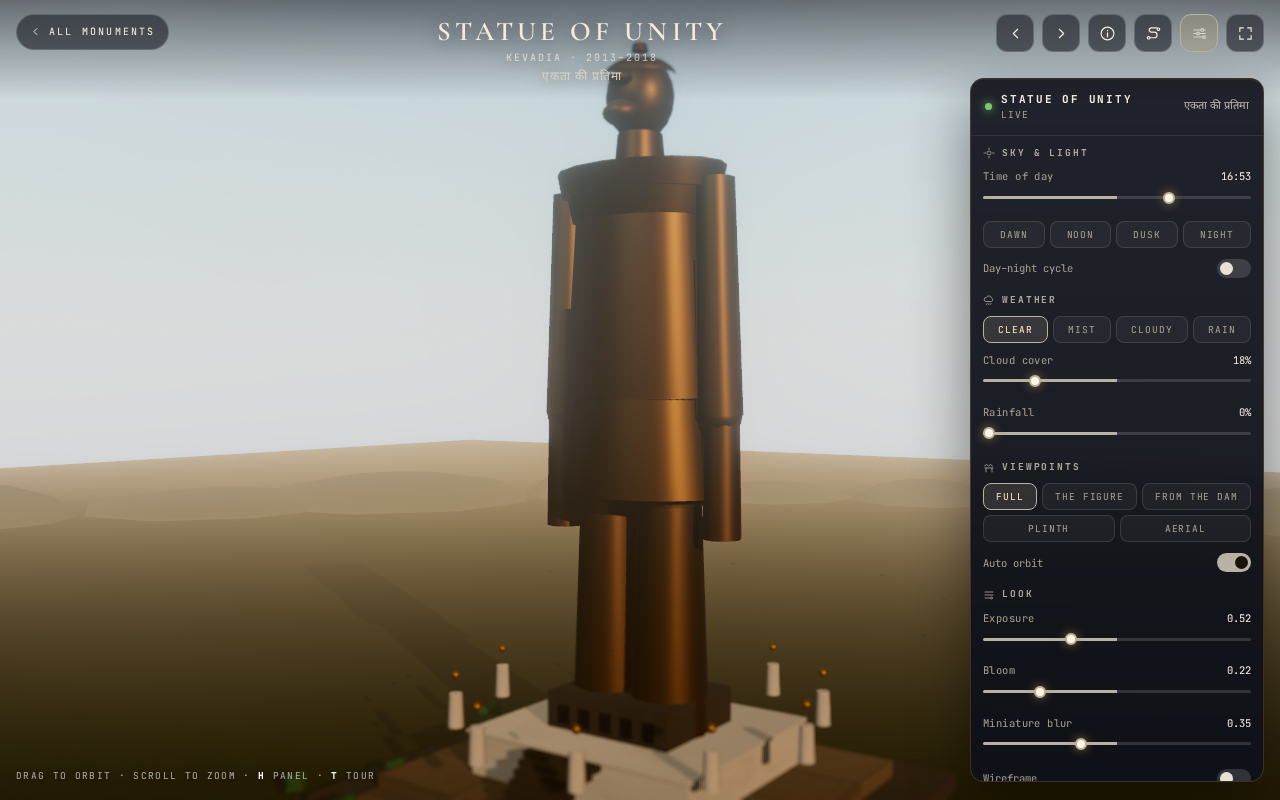 ALL MONUMENTS
STATUE OF UNITY
KEVADIA · 2013–2018
एकता की प्रतिमा
STATUE OF UNITY
LIVE
एकता की प्रतिमा
SKY & LIGHT
Time of day 16:53
DAWN NOON DUSK NIGHT
Day-night cycle
WEATHER
CLEAR MIST CLOUDY RAIN
Cloud cover 18%
Rainfall 0%
VIEWPOINTS
FULL THE FIGURE FROM THE DAM
PLINTH AERIAL
Auto orbit
LOOK
Exposure 0.52
Bloom 0.22
Miniature blur 0.35
Wireframe
DRAG TO ORBIT · SCROLL TO ZOOM · H PANEL · T TOUR